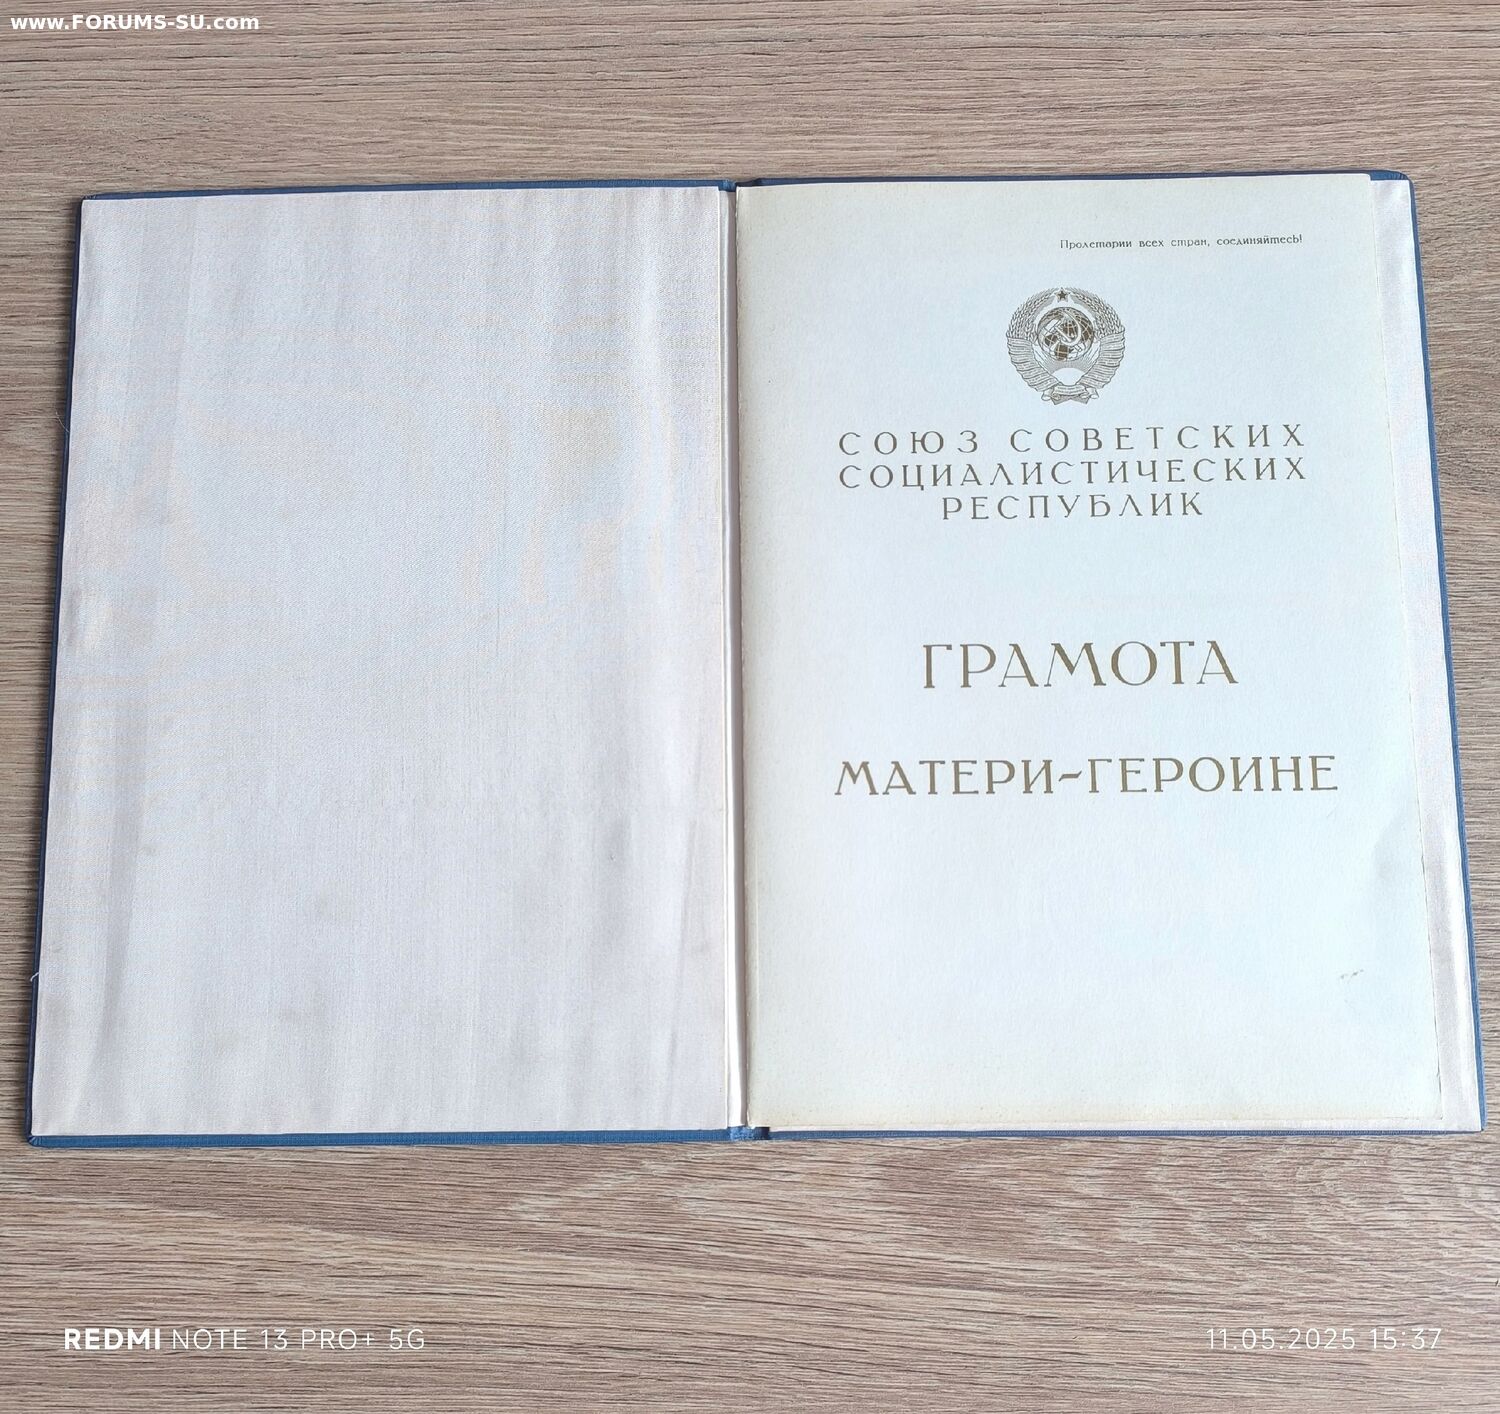 www.FORUMS-SU.com
Пролетарии всех стран, соединяйтесь!
СОЮЗ СОВЕТСКИХ
СОЦИАЛИСТИЧЕСКИХ
РЕСПУБЛИК
ГРАМОТА
МАТЕРИ-ГЕРОИНЕ
REDMI NOTE 13 PRO+ 5G
11.05.2025 15:37